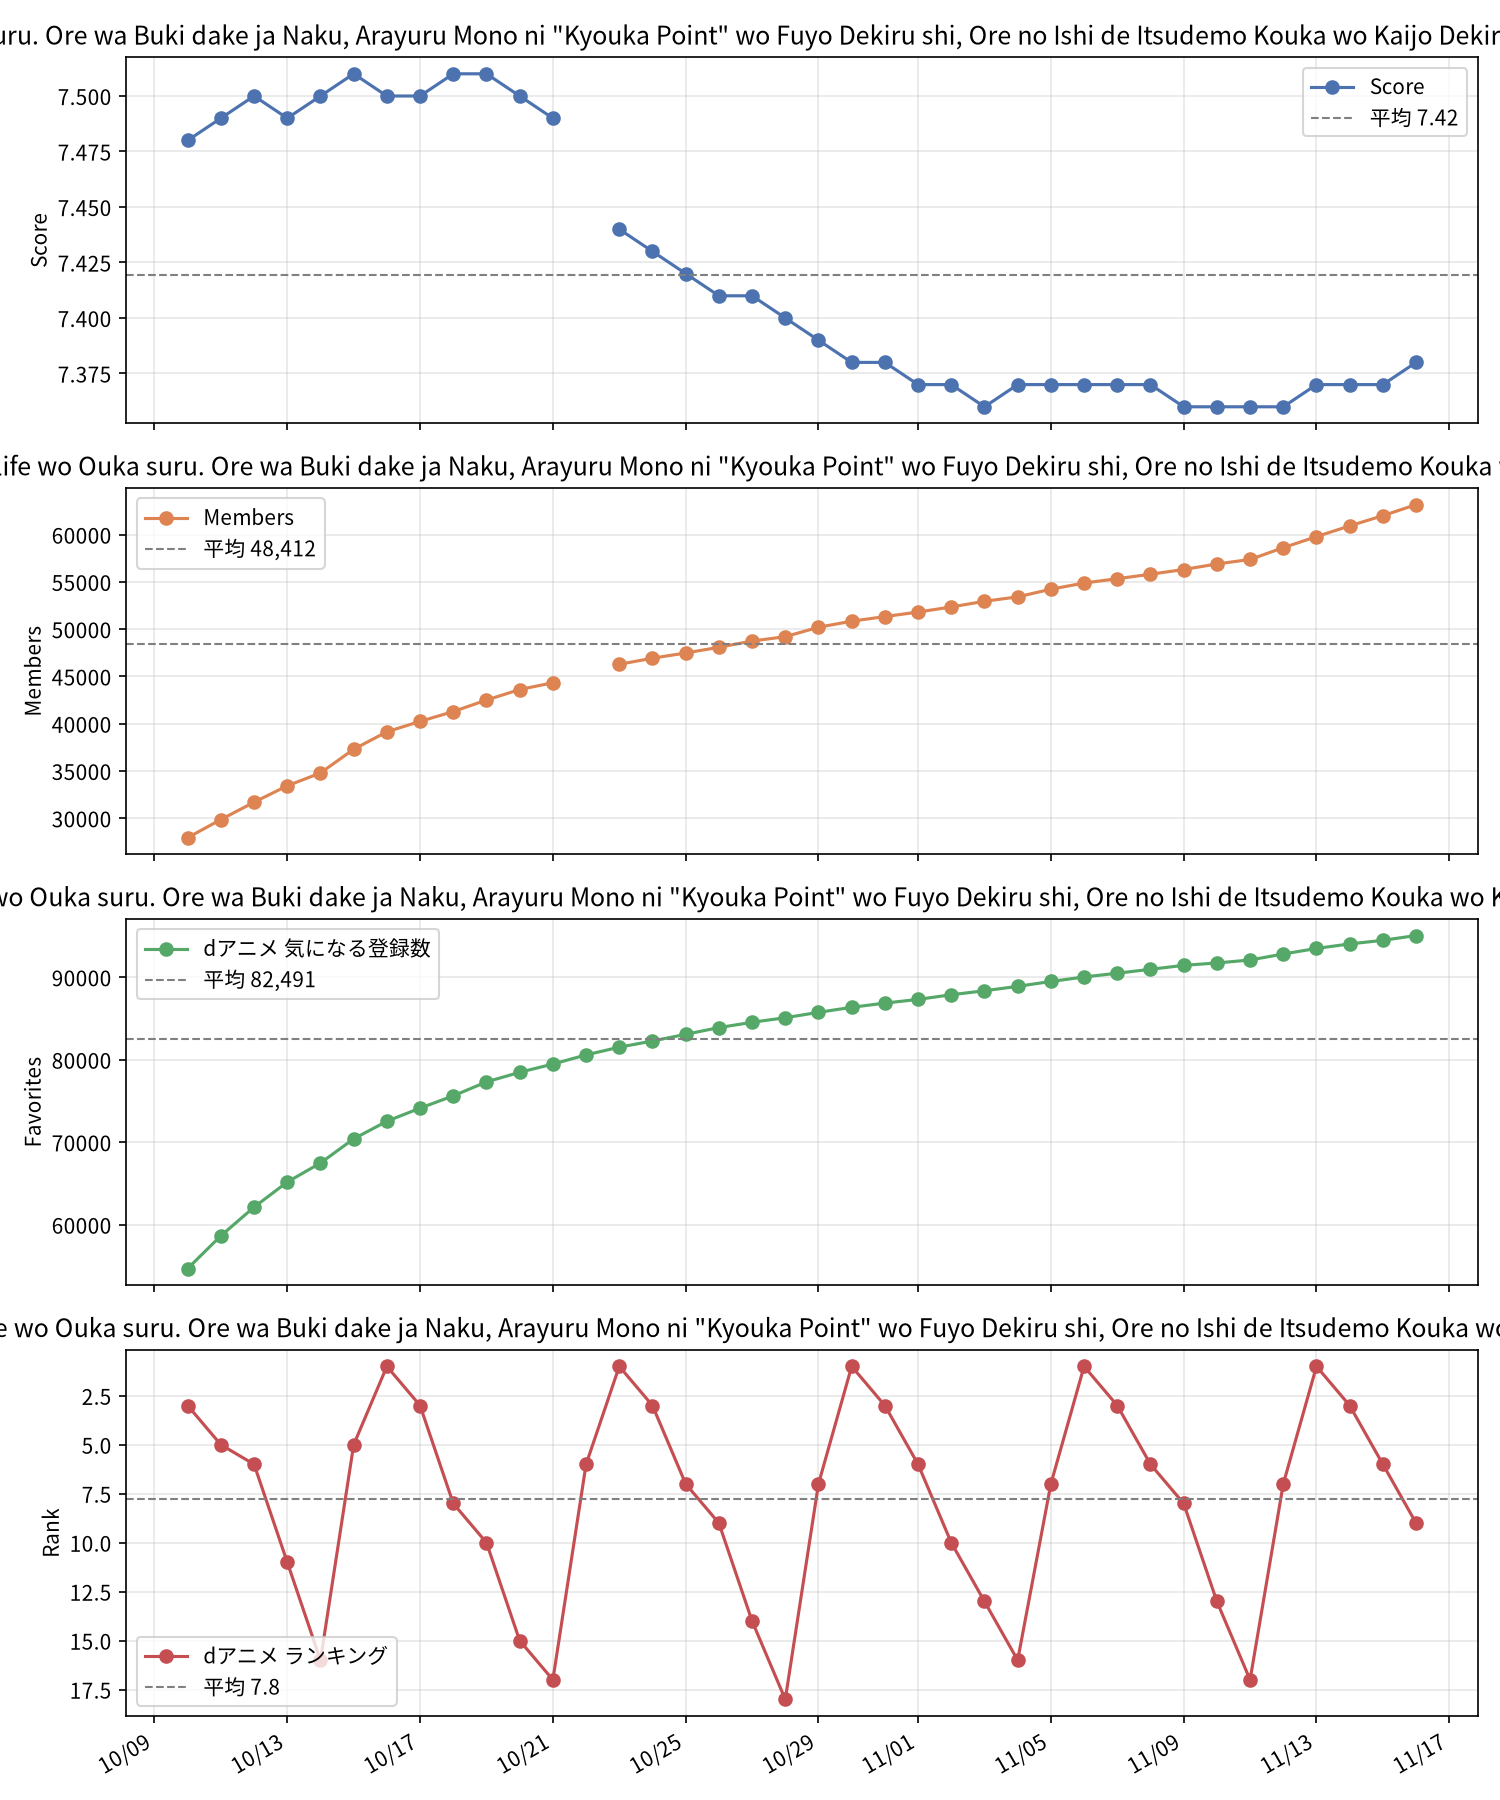 uru. Ore wa Buki dake ja Naku, Arayuru Mono ni "Kyouka Point" wo Fuyo Dekiru shi, Ore no Ishi de Itsudemo Kouka wo Kaijo Dekir
Score
7.500
7.475
7.450
7.425
7.400
7.375
Score
平均 7.42
Life wo Ouka suru. Ore wa Buki dake ja Naku, Arayuru Mono ni "Kyouka Point" wo Fuyo Dekiru shi, Ore no Ishi de Itsudemo Kouka
Members
60000
55000
50000
45000
40000
35000
30000
Members
平均 48,412
wo Ouka suru. Ore wa Buki dake ja Naku, Arayuru Mono ni "Kyouka Point" wo Fuyo Dekiru shi, Ore no Ishi de Itsudemo Kouka wo K
Favorites
90000
80000
70000
60000
dアニメ 気になる登録数
平均 82,491
e wo Ouka suru. Ore wa Buki dake ja Naku, Arayuru Mono ni "Kyouka Point" wo Fuyo Dekiru shi, Ore no Ishi de Itsudemo Kouka wo
Rank
2.5
5.0
7.5
10.0
12.5
15.0
17.5
dアニメ ランキング
平均 7.8
10/09 10/13 10/17 10/21 10/25 10/29 11/01 11/05 11/09 11/13 11/17